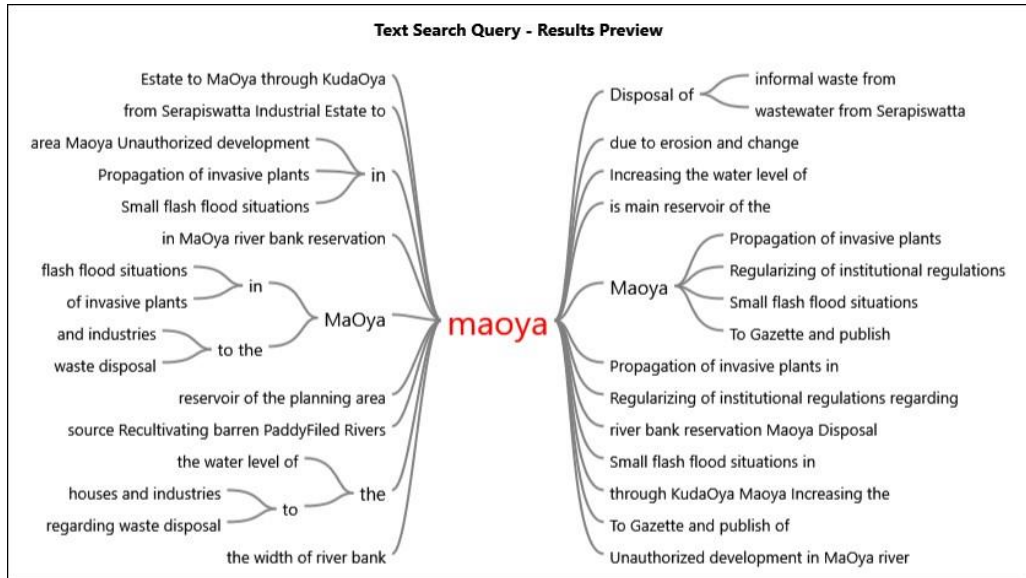 Text Search Query - Results Preview
Estate to MaOya through KudaOya
from Serapiswatta Industrial Estate to
area Maoya Unauthorized development
Propagation of invasive plants
Small flash flood situations
in
in MaOya river bank reservation
flash flood situations
of invasive plants
in
and industries
waste disposal
to the
MaOya
reservoir of the planning area
source Recultivating barren PaddyFiled Rivers
the water level of
houses and industries
regarding waste disposal
to
the
the width of river bank
maoya
Disposal of
informal waste from
wastewater from Serapiswatta
due to erosion and change
Increasing the water level of
is main reservoir of the
Maoya
Propagation of invasive plants
Regularizing of institutional regulations
Small flash flood situations
To Gazette and publish
Propagation of invasive plants in
Regularizing of institutional regulations regarding
river bank reservation Maoya Disposal
Small flash flood situations in
through KudaOya Maoya Increasing the
To Gazette and publish of
Unauthorized development in MaOya river